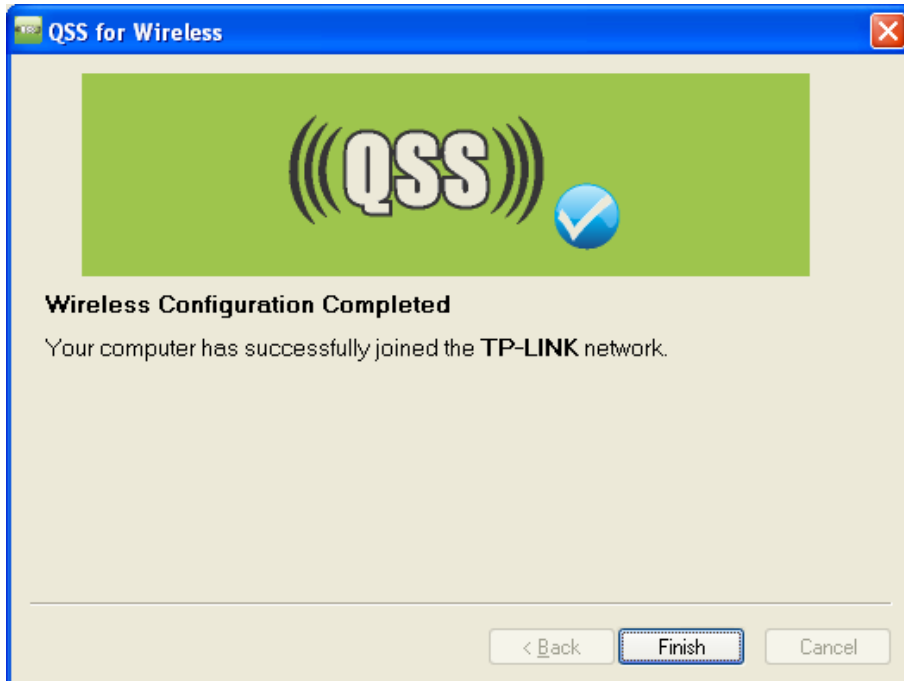 QSS for Wireless
(((QSS)))
Wireless Configuration Completed
Your computer has successfully joined the TP-LINK network.
< Back
Finish
Cancel